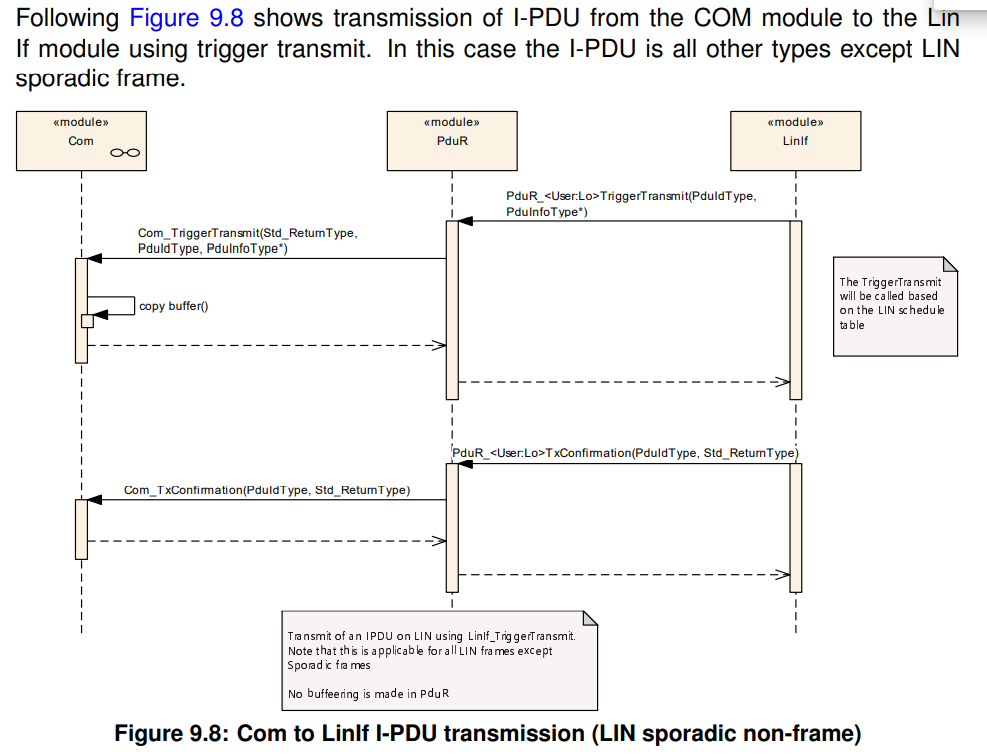 Following Figure 9.8 shows transmission of I-PDU from the COM module to the Lin
If module using trigger transmit. In this case the I-PDU is all other types except LIN
sporadic frame.
«module»
Com
«module»
PduR
«module»
LinIf
PduR_<User:Lo>TriggerTransmit(PduIdType,
PduInfoType*)
Com_TriggerTransmit(Std_ReturnType,
PduIdType, PduInfoType*)
copy buffer()
The TriggerTransmit
will be called based
on the LIN schedule
table
PduR_<User:Lo>TxConfirmation(PduIdType, Std_ReturnType)
Com_TxConfirmation(PduIdType, Std_ReturnType)
Transmit of an IPDU on LIN using LinIf_TriggerTransmit.
Note that this is applicable for all LIN frames except
Sporadic frames
No buffeering is made in PduR
Figure 9.8: Com to LinIf I-PDU transmission (LIN sporadic non-frame)